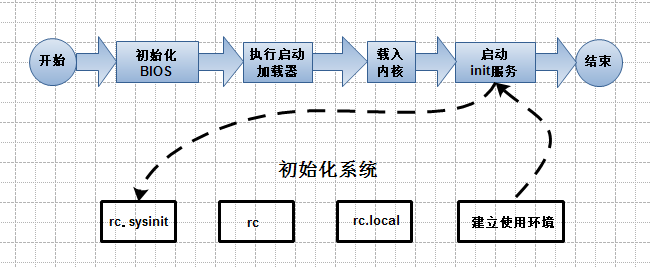 开始
初始化
BIOS
执行启动
加载器
载入
内核
启动
init服务
结束
初始化系统
rc. sysinit
rc
rc.local
建立使用环境